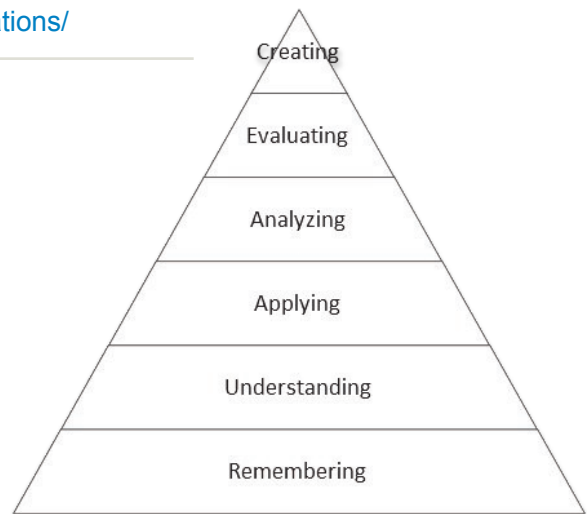 ations/
Creating
Evaluating
Analyzing
Applying
Understanding
Remembering